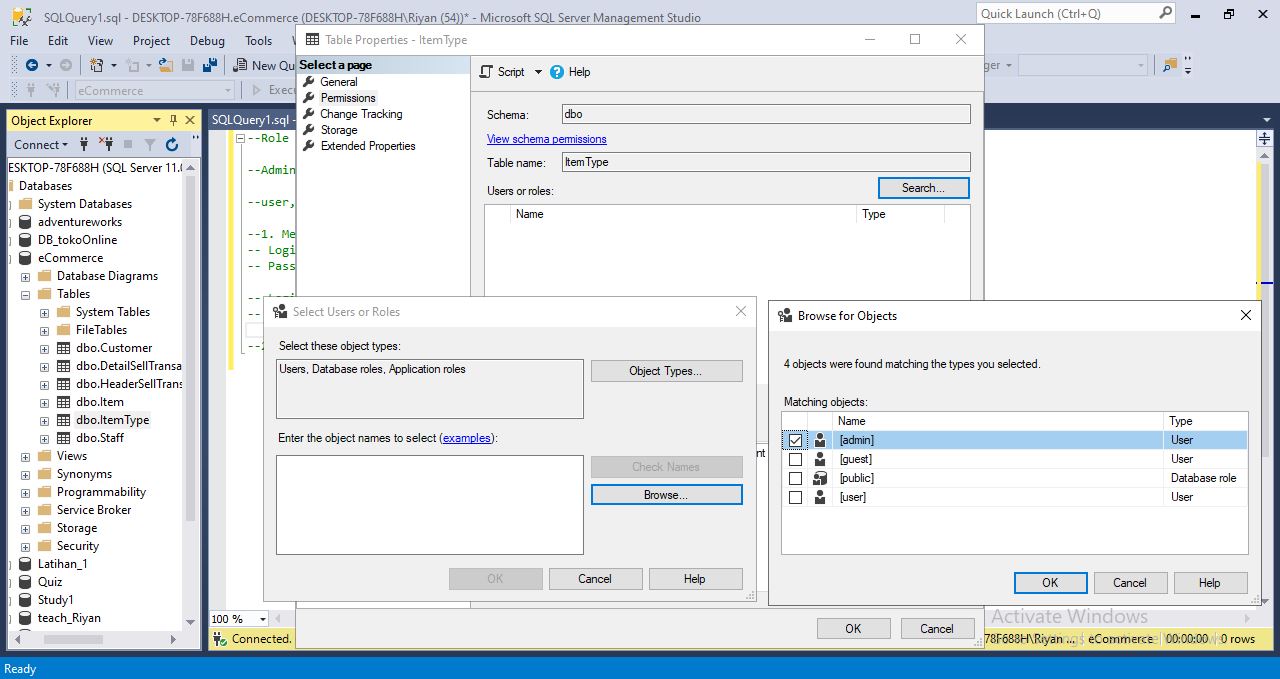 SQLQuery1.sql - DESKTOP-78F688H.eCommerce (DESKTOP-78F688H\Riyan (54))* - Microsoft SQL Server Management Studio
Quick Launch (Ctrl+Q)
File Edit View Project Debug Tools
New Qu
eCommerce
Execu
Object Explorer
Connect
ESKTOP-78F688H (SQL Server 11.0
Databases
System Databases
adventureworks
DB_tokoOnline
eCommerce
Database Diagrams
Tables
System Tables
FileTables
dbo.Customer
dbo.DetailSellTransa
dbo.HeaderSellTrans
dbo.Item
dbo.ItemType
dbo.Staff
Views
Synonyms
Programmability
Service Broker
Storage
Security
Latihan_1
Quiz
Study1
teach_Riyan
SQLQuery1.sql -
--Role
--Admin
--user,
--1. Me
-- Logi
-- Pass
100 %
Connected.
78F688H\Riyan ... eCommerce 00:00:00 0 rows
Ready
Table Properties - ItemType
Select a page
General
Permissions
Change Tracking
Storage
Extended Properties
Script Help
Schema: dbo
View schema permissions
Table name: ItemType
Users or roles: Search...
Name Type
OK Cancel
Select Users or Roles
Select these object types:
Users, Database roles, Application roles
Object Types...
Enter the object names to select (examples):
Check Names
Browse...
OK Cancel Help
Browse for Objects
4 objects were found matching the types you selected.
Matching objects:
Name Type
[admin] User
[guest] User
[public] Database role
[user] User
OK Cancel Help
Activate Windows